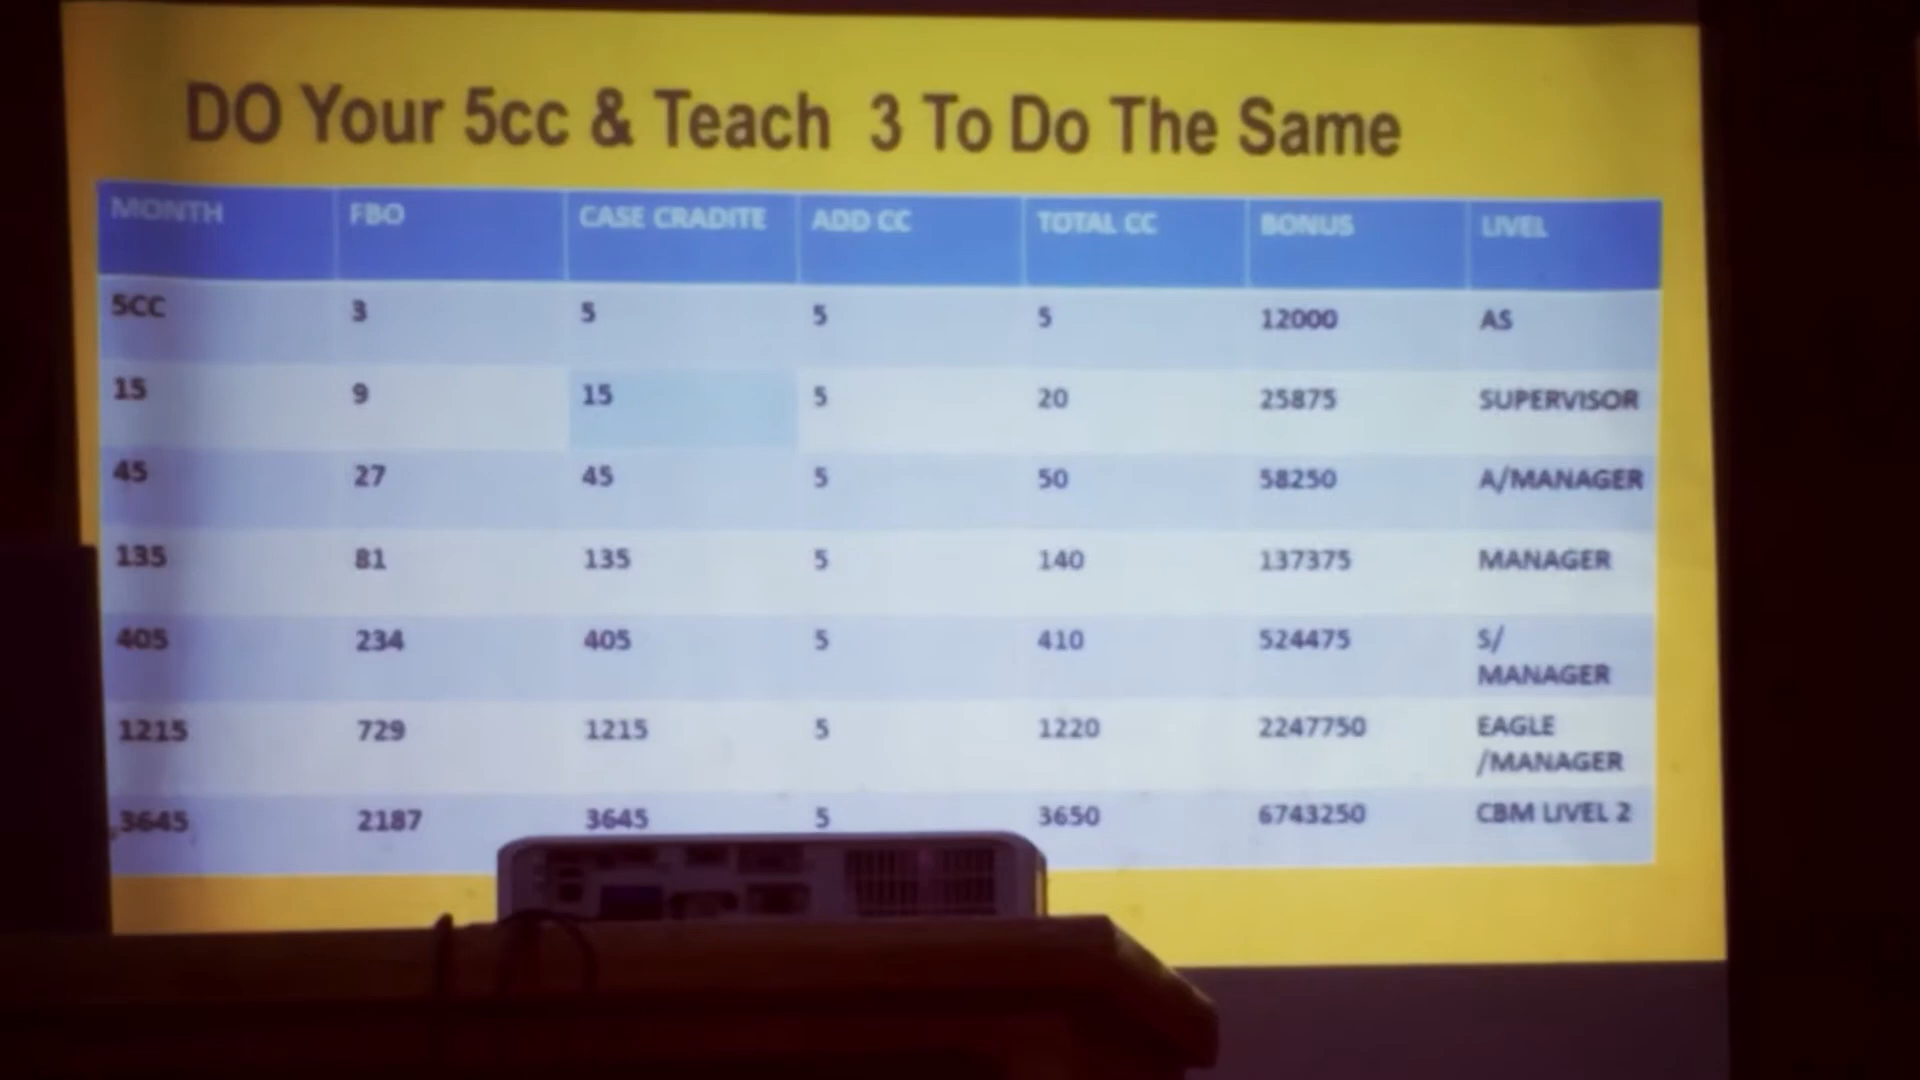 DO Your 5cc & Teach 3 To Do The Same
MONTH FBO CASE CRADITE ADD CC TOTAL CC BONUS LIVEL
5CC 3 5 5 5 12000 AS
15 9 15 5 20 25875 SUPERVISOR
45 27 45 5 50 58250 A/MANAGER
135 81 135 5 140 137375 MANAGER
405 234 405 5 410 524475 S/
MANAGER
1215 729 1215 5 1220 2247750 EAGLE
/MANAGER
3645 2187 3645 5 3650 6743250 CBM LIVEL 2